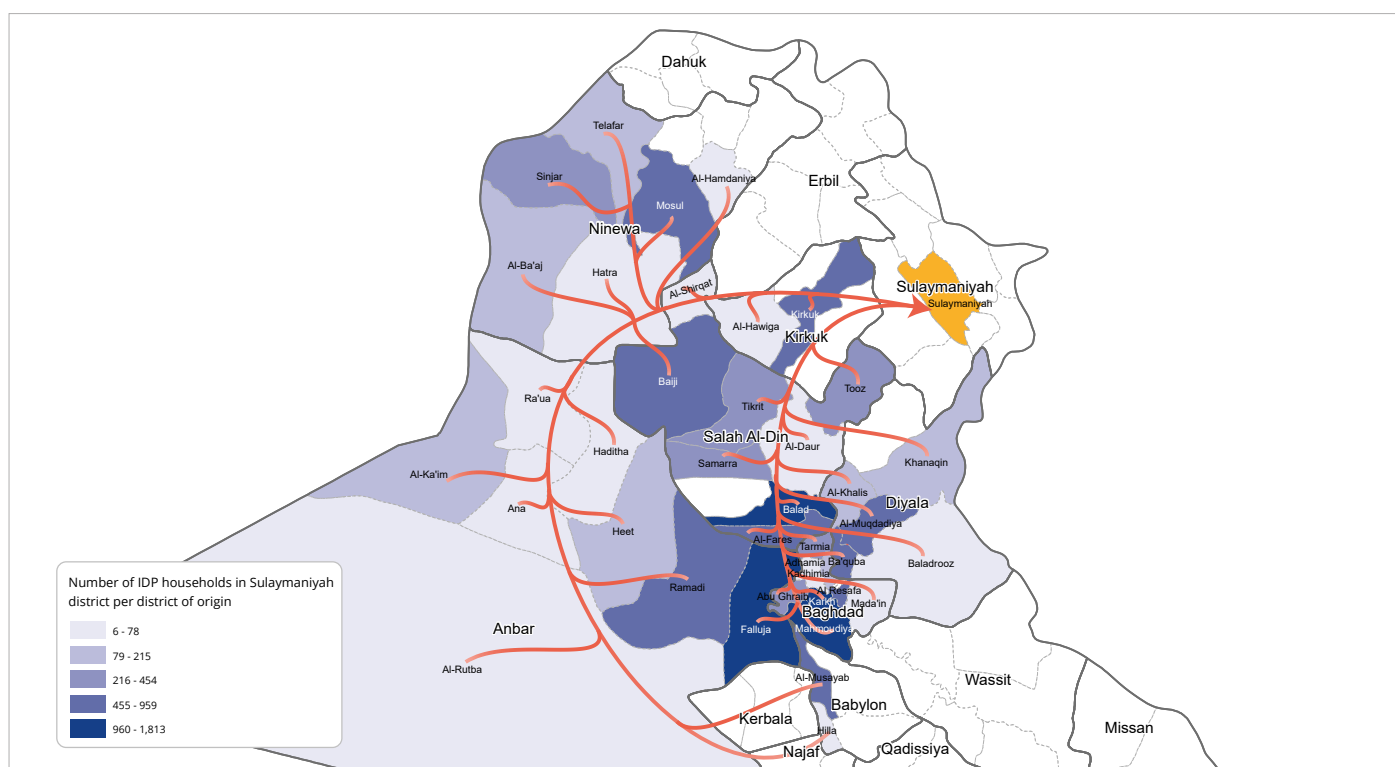 Dahuk
Telafar
Sinjar
Al-Hamdaniya
Erbil
Mosul
Ninewa
Al-Ba'aj
Hatra
Al-Shirqat
Sulaymaniyah
Sulaymaniyah
Kirkuk
Al-Hawiga
Kirkuk
Baiji
Tooz
Ra'ua
Tikrit
Salah Al-Din
Al-Daur
Haditha
Samarra
Khanaqin
Al-Ka'im
Al-Khalis
Ana
Balad
Diyala
Al-Muqdadiya
Heet
Al-Fares
Tarmia
Adhamia
Ba'quba
Baladrooz
Kadhimia
Ramadi
Al Resafa
Abu Ghraib
Karkh
Mada'in
Baghdad
Falluja
Mahmoudiya
Anbar
Al-Rutba
Al-Musayab
Wassit
Babylon
Kerbala
Missan
Hilla
Najaf
Qadissiya
Number of IDP households in Sulaymaniyah
district per district of origin
6 - 78
79 - 215
216 - 454
455 - 959
960 - 1,813